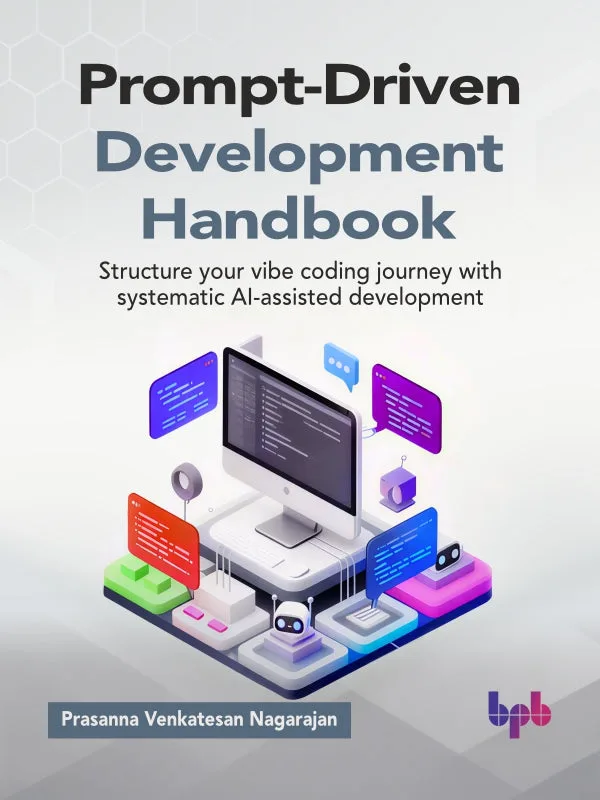 Prompt-Driven
Development
Handbook
Structure your vibe coding journey with
systematic AI-assisted development
Prasanna Venkatesan Nagarajan
bpb